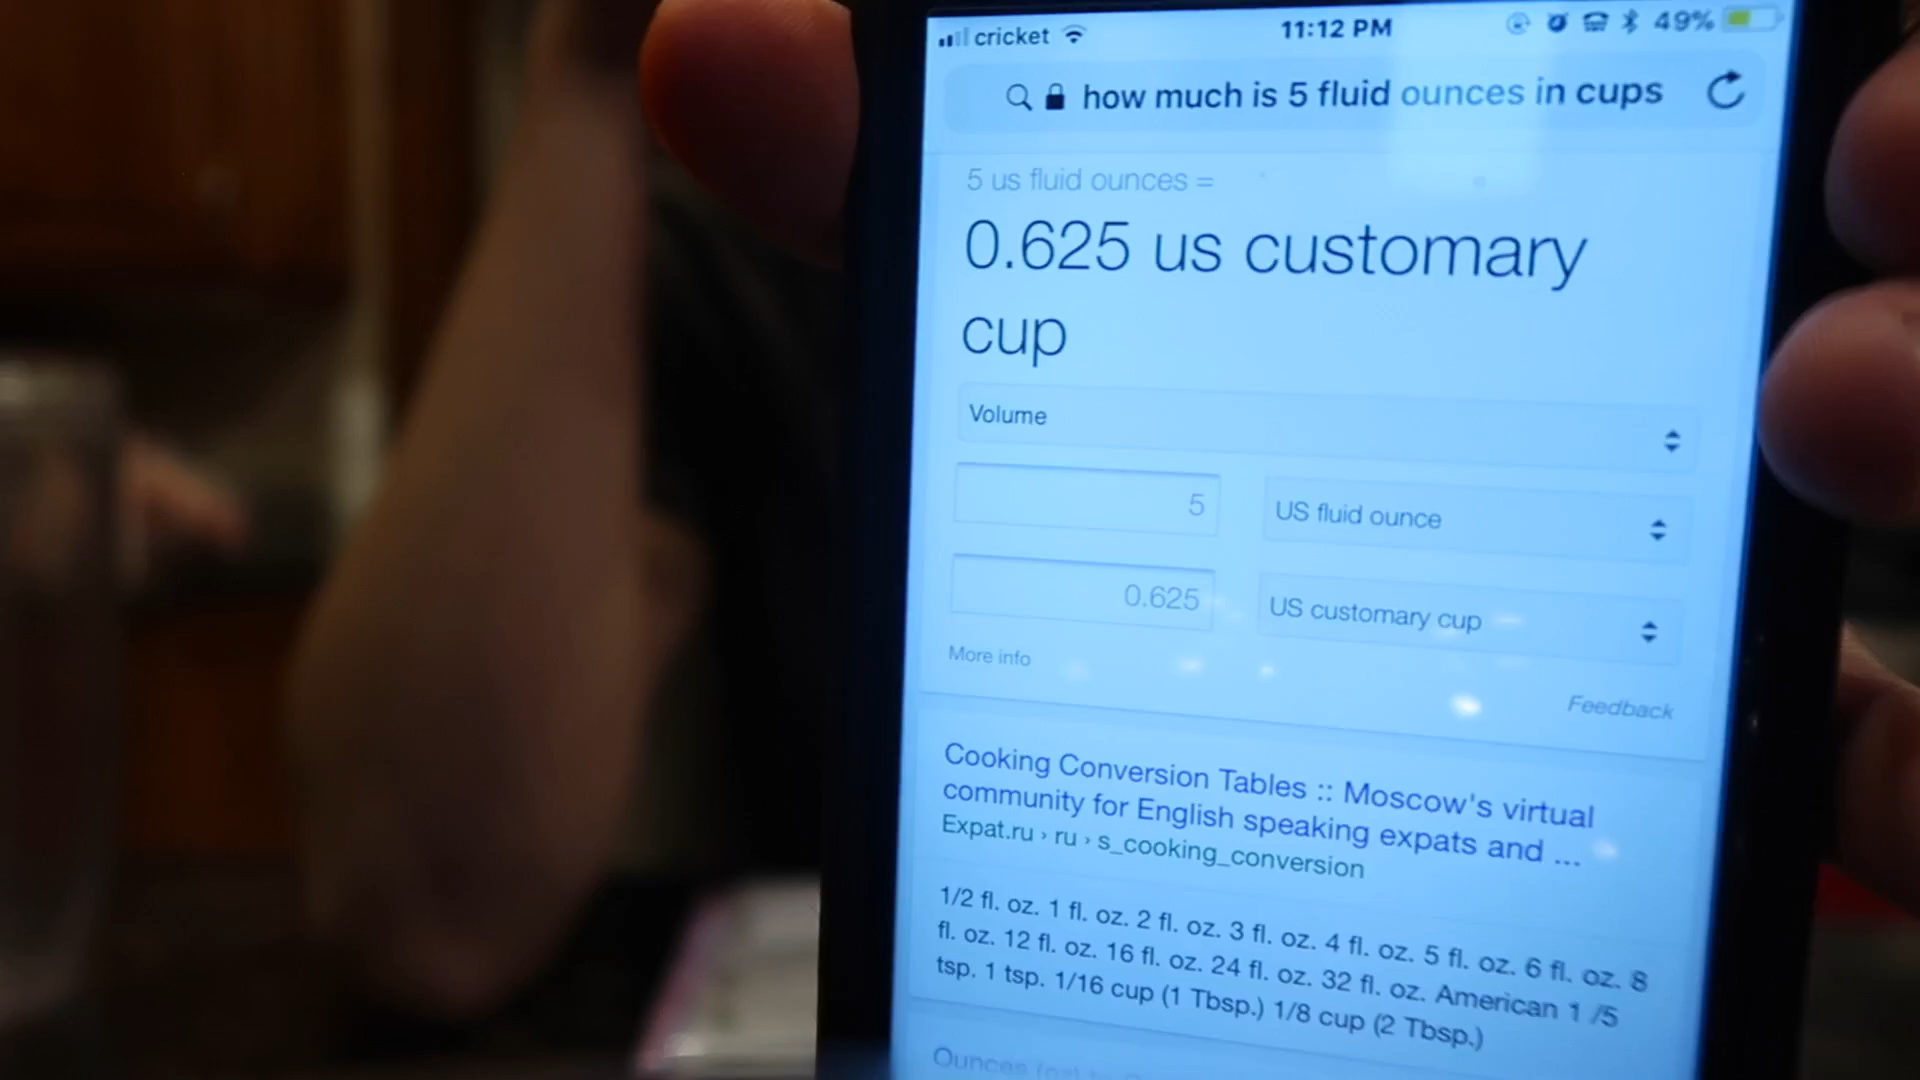 cricket 11:12 PM 49%
how much is 5 fluid ounces in cups
5 us fluid ounces =
0.625 us customary
cup
Volume
5 US fluid ounce
0.625 US customary cup
More info
Feedback
Cooking Conversion Tables :: Moscow's virtual
community for English speaking expats and ...
Expat.ru › ru › s_cooking_conversion
1/2 fl. oz. 1 fl. oz. 2 fl. oz. 3 fl. oz. 4 fl. oz. 5 fl. oz. 6 fl. oz. 8
fl. oz. 12 fl. oz. 16 fl. oz. 24 fl. oz. 32 fl. oz. American 1 /5
tsp. 1 tsp. 1/16 cup (1 Tbsp.) 1/8 cup (2 Tbsp.)
Ounces (oz) to